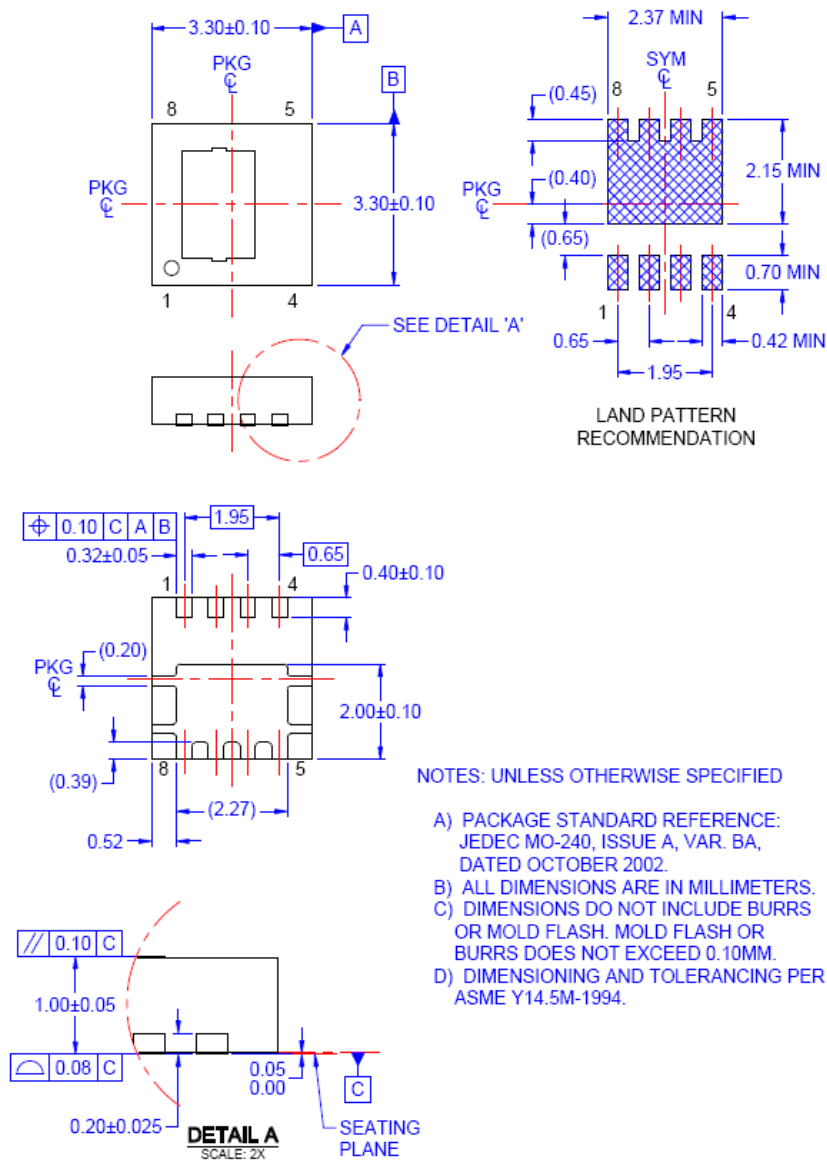 3.30±0.10
A
PKG
℄
B
8
5
PKG
℄
3.30±0.10
1
4
2.37 MIN
SYM
℄
8
5
(0.45)
(0.40)
PKG
℄
(0.65)
2.15 MIN
0.70 MIN
1
4
0.65
0.42 MIN
1.95
LAND PATTERN
RECOMMENDATION
SEE DETAIL 'A'
⌖ 0.10 C A B
1.95
0.32±0.05
0.65
1
4
0.40±0.10
(0.20)
PKG
℄
2.00±0.10
(0.39)
8
5
(2.27)
0.52
NOTES: UNLESS OTHERWISE SPECIFIED
A) PACKAGE STANDARD REFERENCE:
JEDEC MO-240, ISSUE A, VAR. BA,
DATED OCTOBER 2002.
B) ALL DIMENSIONS ARE IN MILLIMETERS.
C) DIMENSIONS DO NOT INCLUDE BURRS
OR MOLD FLASH. MOLD FLASH OR
BURRS DOES NOT EXCEED 0.10MM.
D) DIMENSIONING AND TOLERANCING PER
ASME Y14.5M-1994.
// 0.10 C
1.00±0.05
⌓ 0.08 C
0.05
0.00
C
0.20±0.025
DETAIL A
SCALE: 2X
SEATING
PLANE